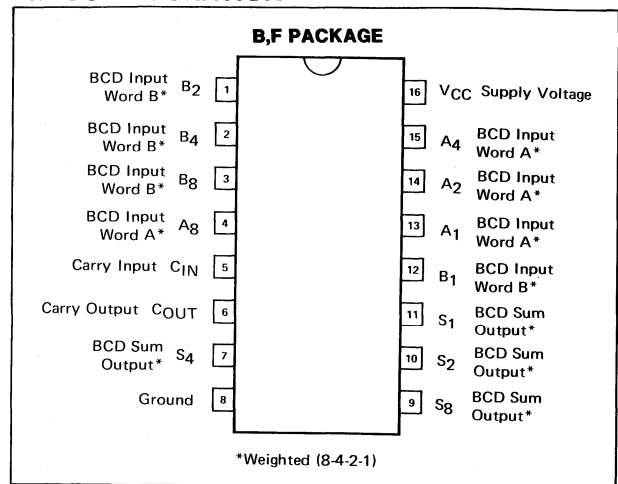 B,F PACKAGE
BCD Input
Word B* B2 1
BCD Input
Word B* B4 2
BCD Input
Word B* B8 3
BCD Input
Word A* A8 4
Carry Input CIN 5
Carry Output COUT 6
BCD Sum
Output* S4 7
Ground 8
16 VCC Supply Voltage
15 A4 BCD Input
Word A*
14 A2 BCD Input
Word A*
13 A1 BCD Input
Word A*
12 B1 BCD Input
Word B*
11 S1 BCD Sum
Output*
10 S2 BCD Sum
Output*
9 S8 BCD Sum
Output*
*Weighted (8-4-2-1)